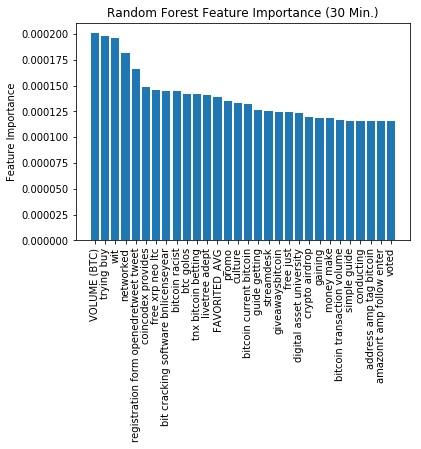 Random Forest Feature Importance (30 Min.)
0.000200
0.000175
0.000150
0.000125
0.000100
0.000075
0.000050
0.000025
0.000000
Feature Importance
VOLUME (BTC)
trying buy
wit
networked
registration form openedretweet tweet
coincodex provides
free xrp neo ltc
bit cracking software bnlicenseyear
bitcoin racist
btc golos
tnx bitcoin betting
livetree adept
FAVORITED_AVG
promo
culture
bitcoin current bitcoin
guide getting
streamdesk
giveawaysbitcoin
free just
digital asset university
crypto airdrop
gaining
money make
bitcoin transaction volume
simple guide
conducting
address amp tag bitcoin
amazonrt amp follow enter
voted